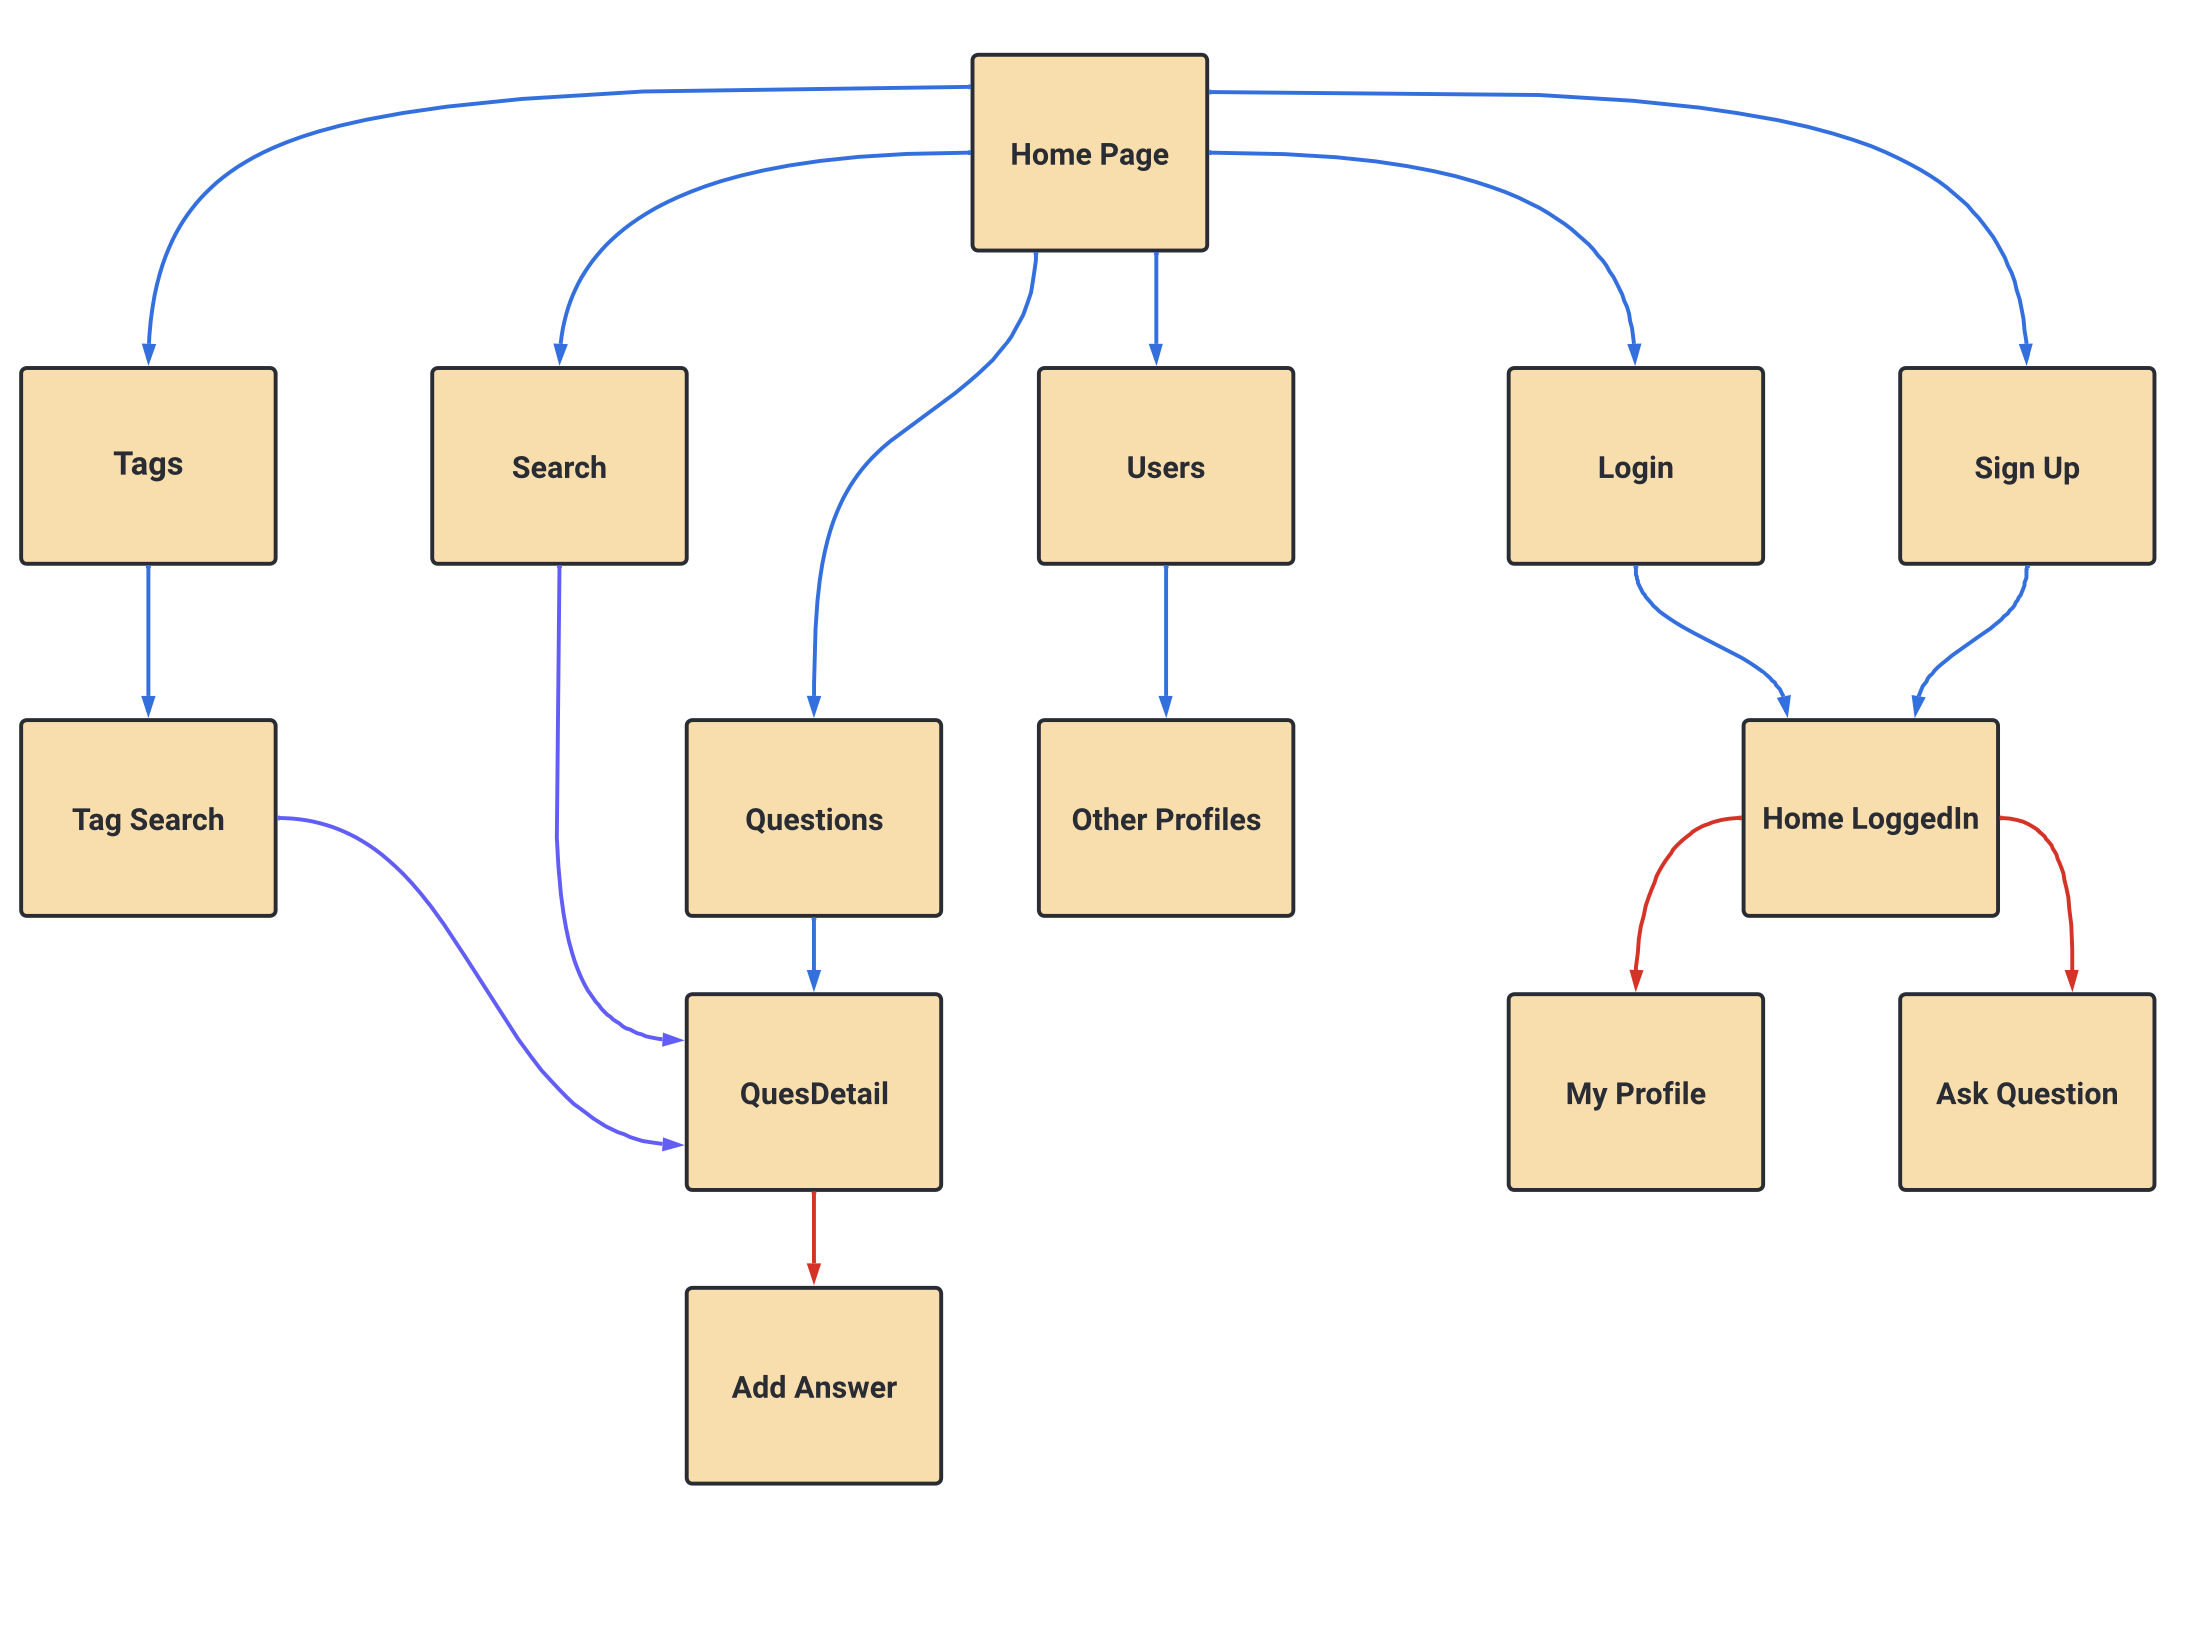 Home Page
Tags
Search
Users
Login
Sign Up
Tag Search
Questions
Other Profiles
Home LoggedIn
QuesDetail
My Profile
Ask Question
Add Answer